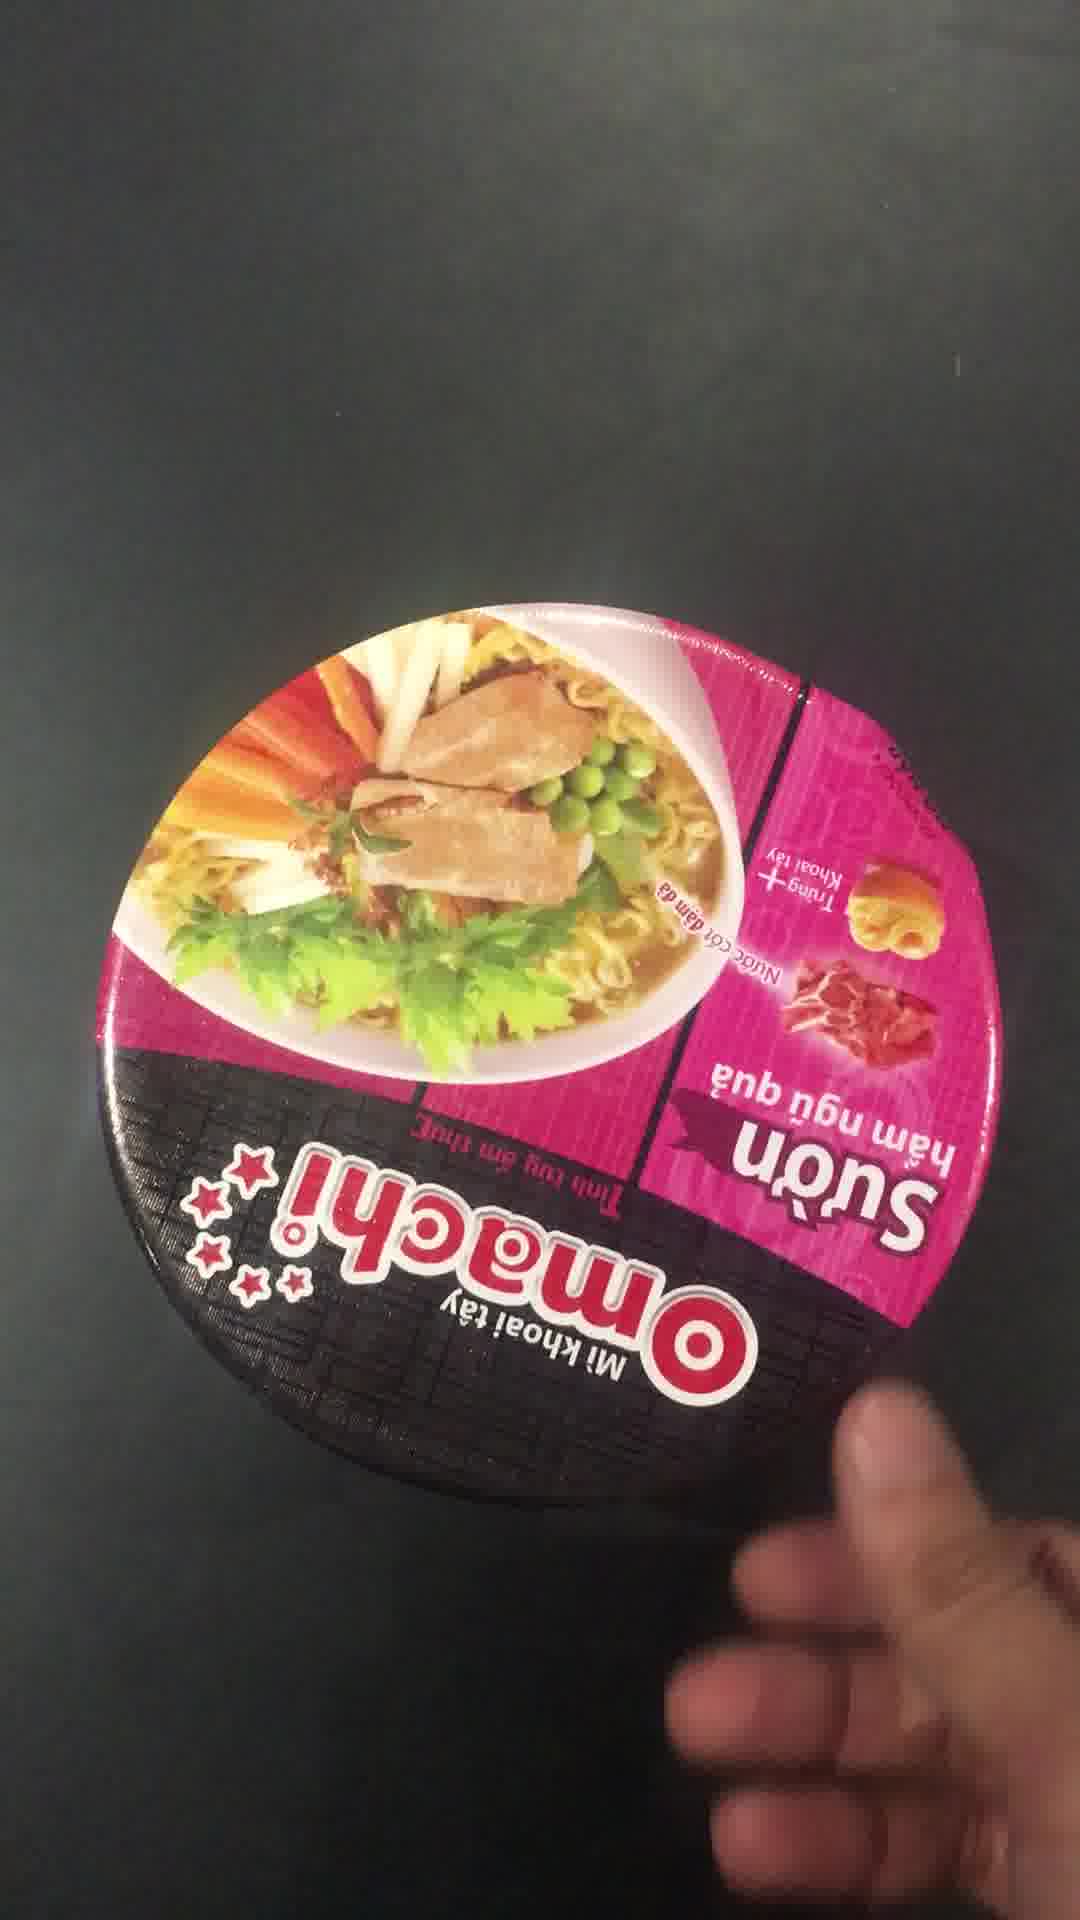 Mì khoai tây
Omachi
Tinh túy ẩm thực
Sườn
hầm ngũ quả
Nước cốt đậm đà
Trứng +
Khoai tây